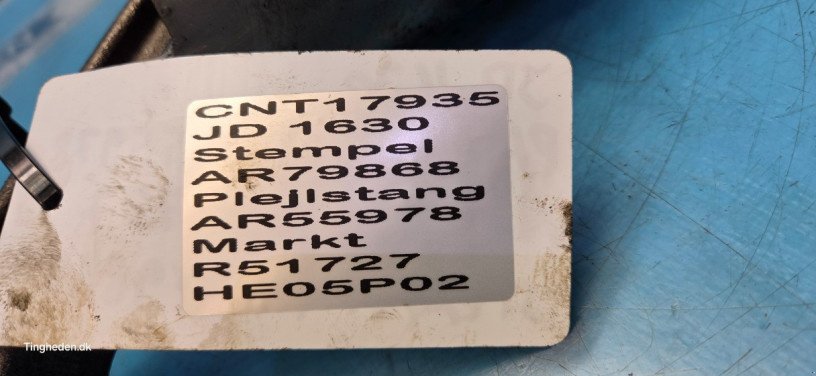 CNT17935
JD 1630
Stempel
AR79868
Plejlstang
AR55978
Markt
R51727
HE05P02
Tingheden.dk